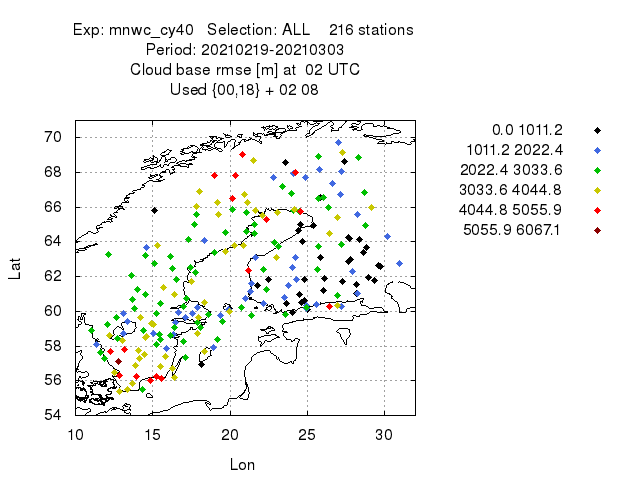 Exp: mnwc_cy40 Selection: ALL 216 stations
Period: 20210219-20210303
Cloud base rmse [m] at 02 UTC
Used {00,18} + 02 08
0.0 1011.2
1011.2 2022.4
2022.4 3033.6
3033.6 4044.8
4044.8 5055.9
5055.9 6067.1
Lat
70
68
66
64
62
60
58
56
54
10 15 20 25 30
Lon